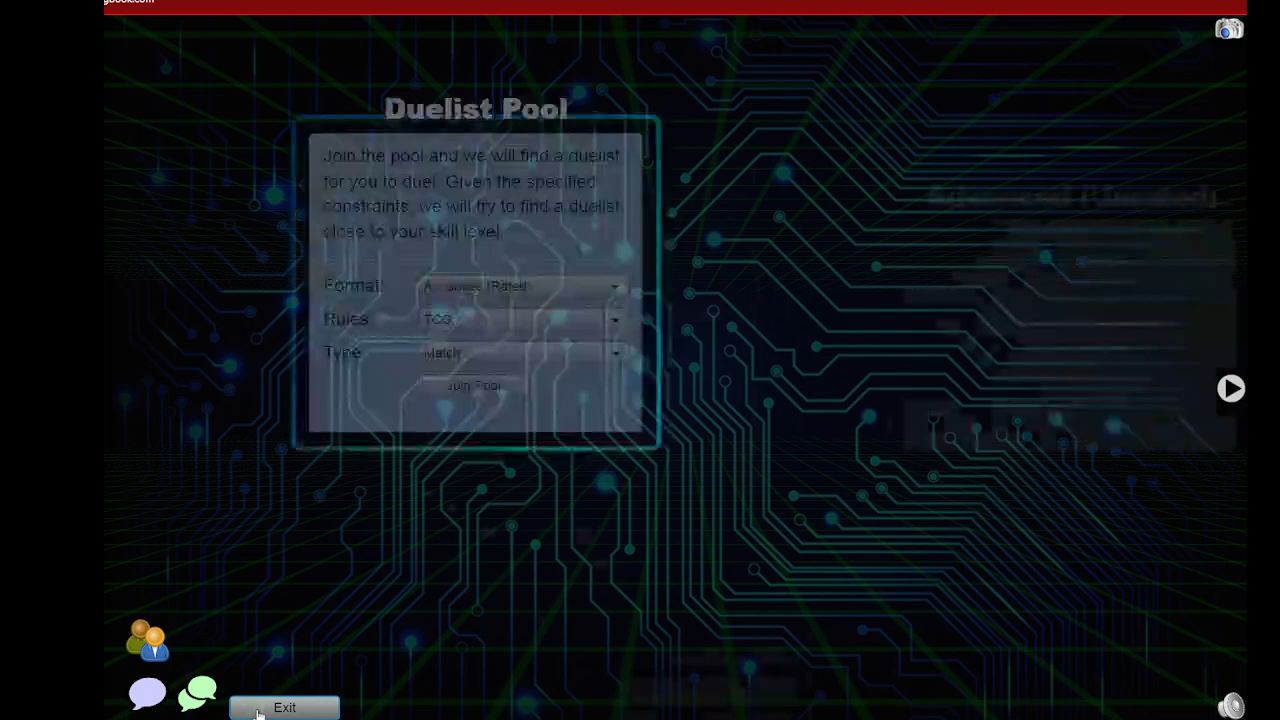 Duelist Pool
Join the pool and we will find a duelist
for you to duel. Given the specified
constraints, we will try to find a duelist
close to your skill level.
Format:
Rules
TCG
Type
Match
Join Pool
Exit